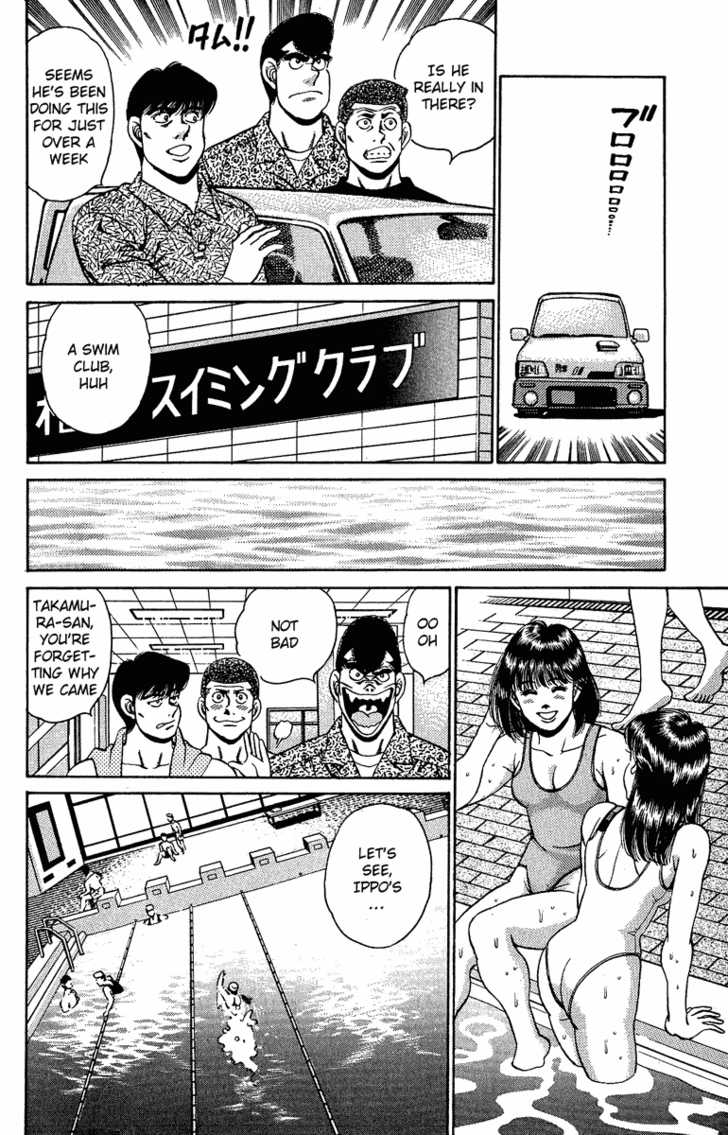 ブロロロロロロ……
タム!!
IS HE
REALLY IN
THERE?
SEEMS
HE'S BEEN
DOING THIS
FOR JUST
OVER A
WEEK
A SWIM
CLUB,
HUH
スイミングクラブ
OO
OH
NOT
BAD
TAKAMU-
RA-SAN,
YOU'RE
FORGET-
TING WHY
WE CAME
LET'S
SEE,
IPPO'S
...